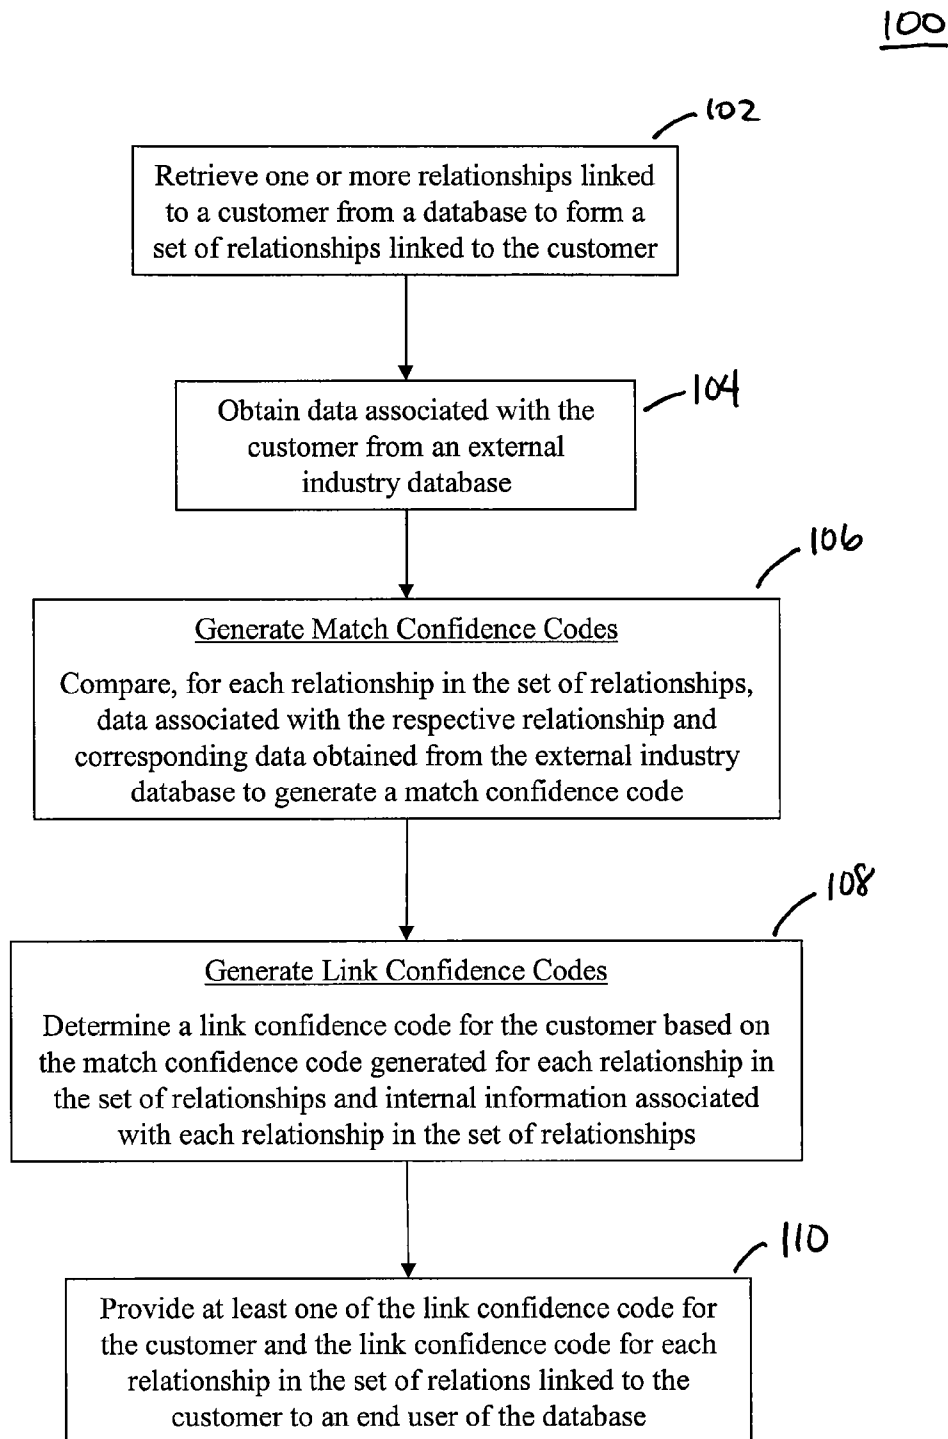 100
102
Retrieve one or more relationships linked
to a customer from a database to form a
set of relationships linked to the customer
104
Obtain data associated with the
customer from an external
industry database
106
Generate Match Confidence Codes
Compare, for each relationship in the set of relationships,
data associated with the respective relationship and
corresponding data obtained from the external industry
database to generate a match confidence code
108
Generate Link Confidence Codes
Determine a link confidence code for the customer based on
the match confidence code generated for each relationship in
the set of relationships and internal information associated
with each relationship in the set of relationships
110
Provide at least one of the link confidence code for
the customer and the link confidence code for each
relationship in the set of relations linked to the
customer to an end user of the database